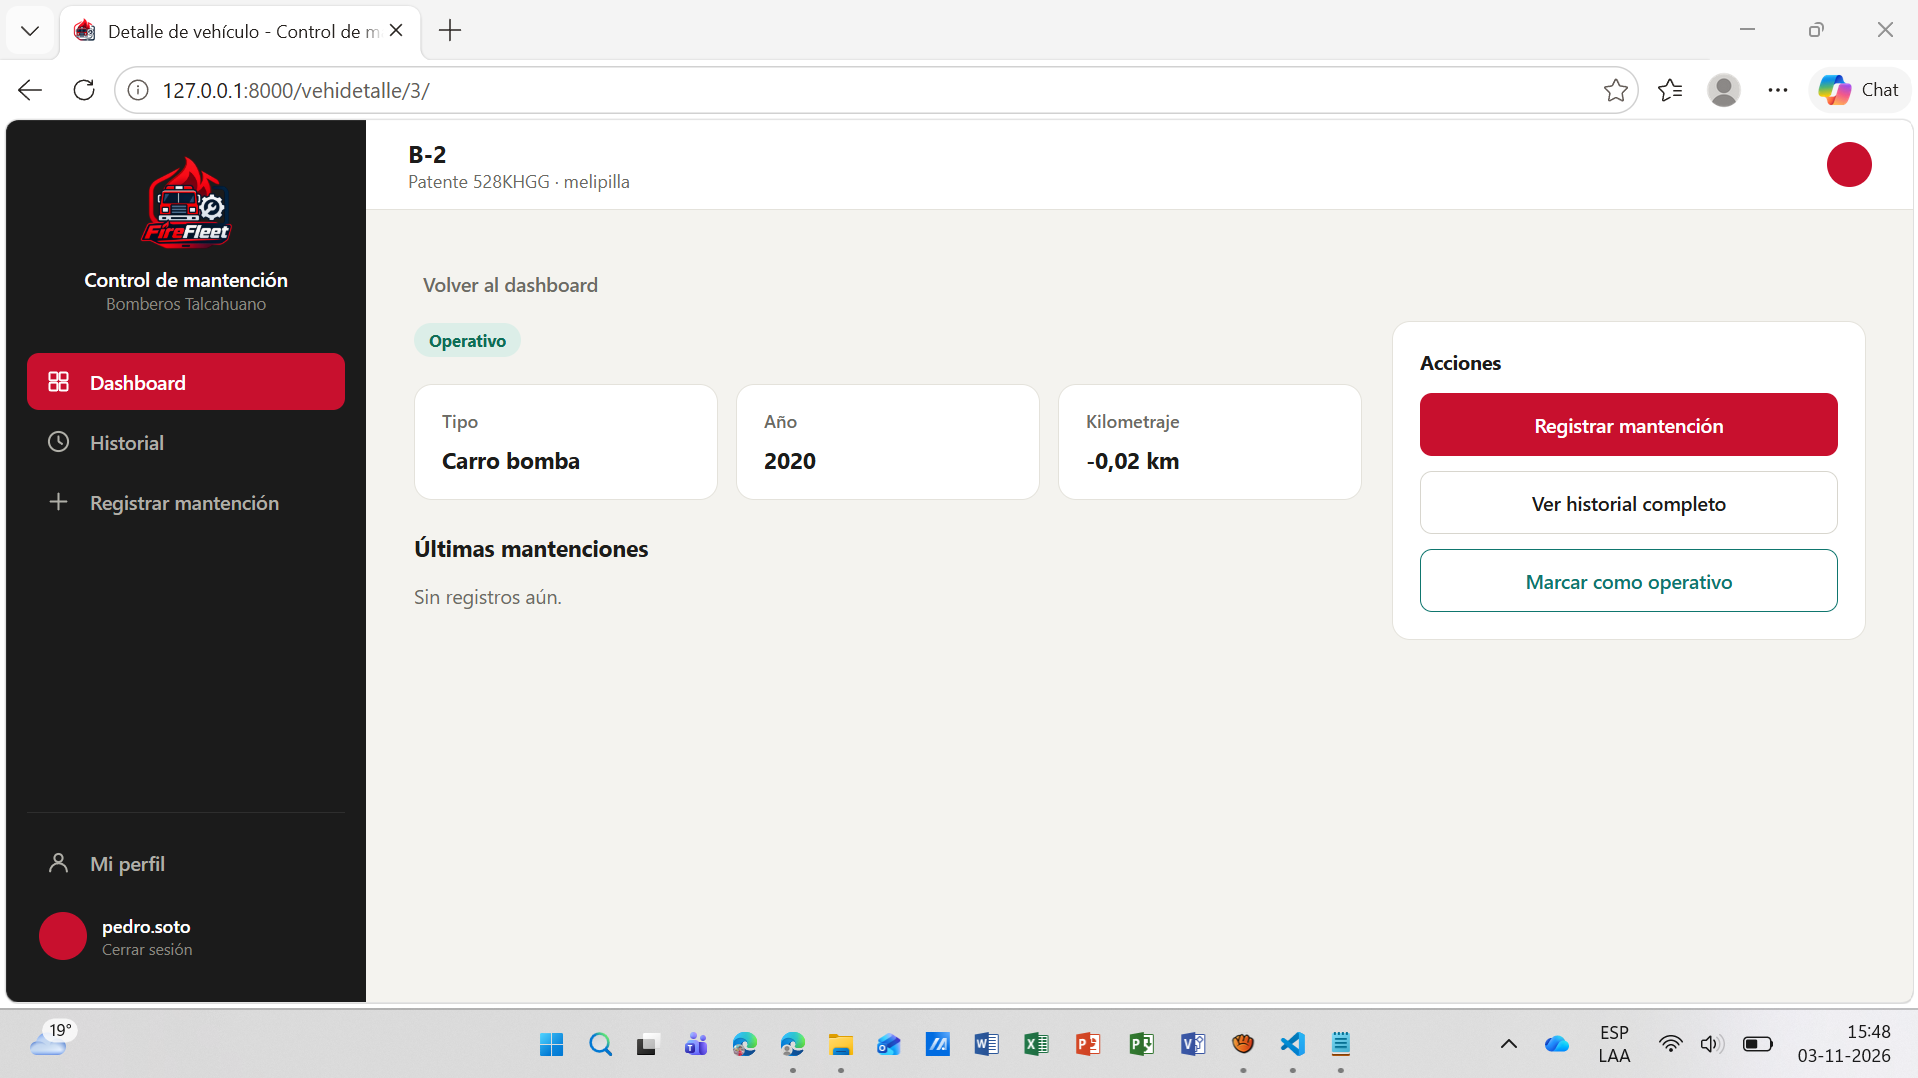 Detalle de vehículo - Control de m
127.0.0.1:8000/vehidetalle/3/
Chat
FireFleet
Control de mantención
Bomberos Talcahuano
Dashboard
Historial
Registrar mantención
Mi perfil
pedro.soto
Cerrar sesión
B-2
Patente 528KHGG · melipilla
Volver al dashboard
Operativo
Tipo
Carro bomba
Año
2020
Kilometraje
-0,02 km
Últimas mantenciones
Sin registros aún.
Acciones
Registrar mantención
Ver historial completo
Marcar como operativo
19°
ESP
LAA
15:48
03-11-2026